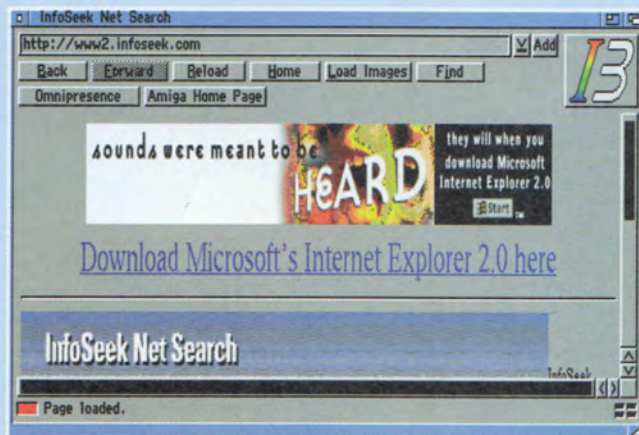 InfoSeek Net Search
http://www2.infoseek.com
Add
Back Forward Reload Home Load Images Find
Omnipresence Amiga Home Page
sounds were meant to be
HEARD
they will when you
download Microsoft
Internet Explorer 2.0
Start
Download Microsoft's Internet Explorer 2.0 here
InfoSeek Net Search
InfoSeek
Page loaded.